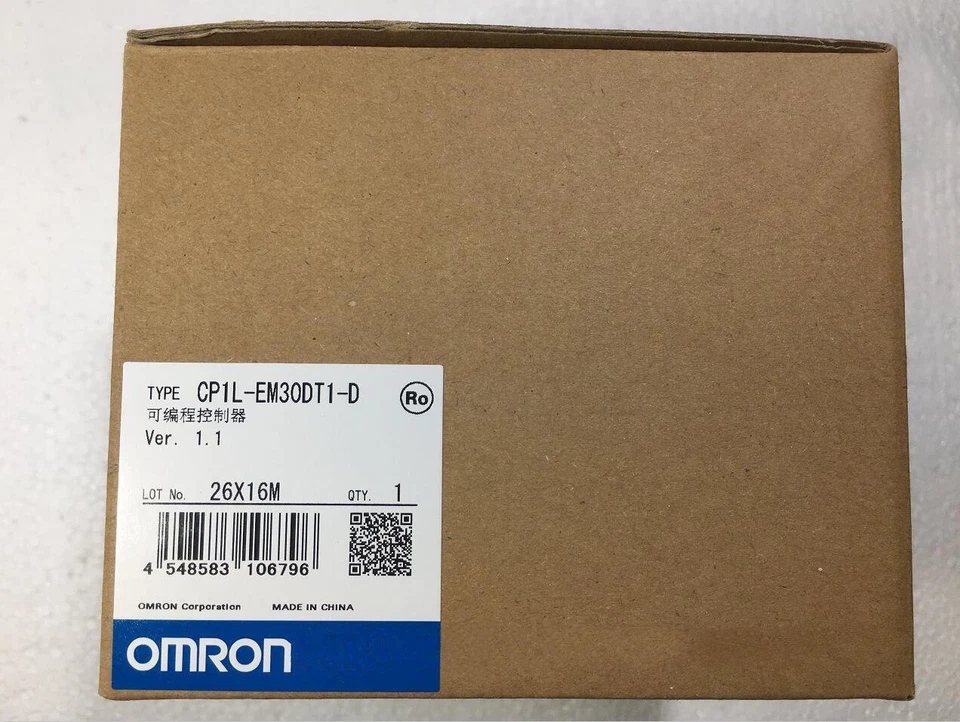 TYPE CP1L-EM30DT1-D Ro
可编程控制器
Ver. 1.1
LOT No. 26X16M QTY. 1
4 548583 106796
OMRON Corporation MADE IN CHINA
OMRON